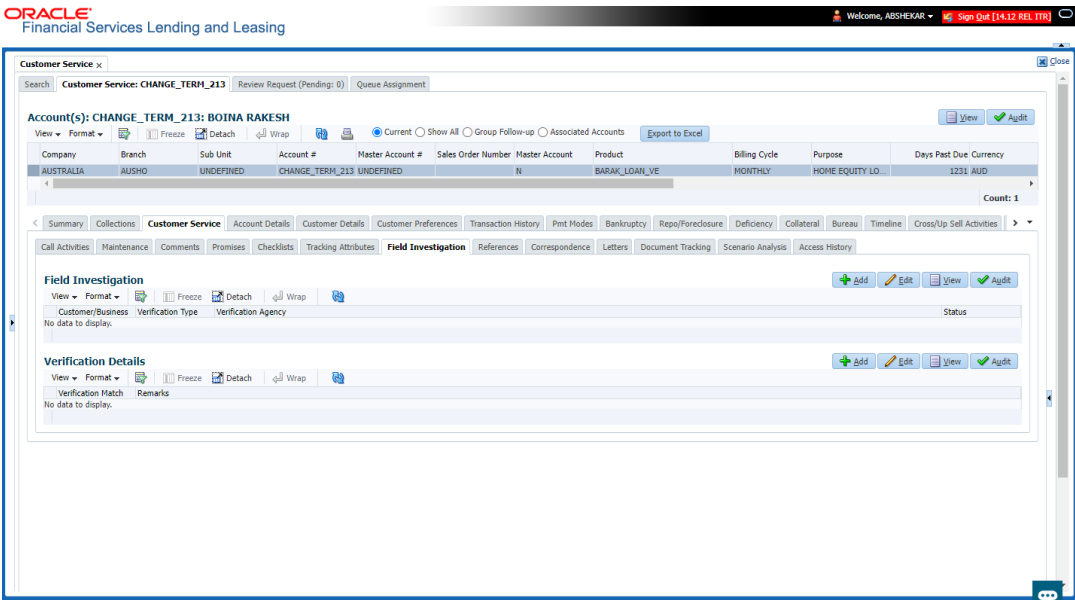 ORACLE
Financial Services Lending and Leasing
Welcome, ABSHEKAR Sign Out [14.12 REL ITR]
Customer Service x
Close
Search Customer Service: CHANGE_TERM_213 Review Request (Pending: 0) Queue Assignment
Account(s): CHANGE_TERM_213: BOINA RAKESH
View Audit
View Format Freeze Detach Wrap Current Show All Group Follow-up Associated Accounts Export to Excel
Company Branch Sub Unit Account # Master Account # Sales Order Number Master Account Product Billing Cycle Purpose Days Past Due Currency
AUSTRALIA AUSHO UNDEFINED CHANGE_TERM_213 UNDEFINED N BARAK_LOAN_VE MONTHLY HOME EQUITY LO... 1231 AUD
Count: 1
Summary Collections Customer Service Account Details Customer Details Customer Preferences Transaction History Pmt Modes Bankruptcy Repo/Foreclosure Deficiency Collateral Bureau Timeline Cross/Up Sell Activities
Call Activities Maintenance Comments Promises Checklists Tracking Attributes Field Investigation References Correspondence Letters Document Tracking Scenario Analysis Access History
Field Investigation
Add Edit View Audit
View Format Freeze Detach Wrap
Customer/Business Verification Type Verification Agency Status
No data to display.
Verification Details
Add Edit View Audit
View Format Freeze Detach Wrap
Verification Match Remarks
No data to display.